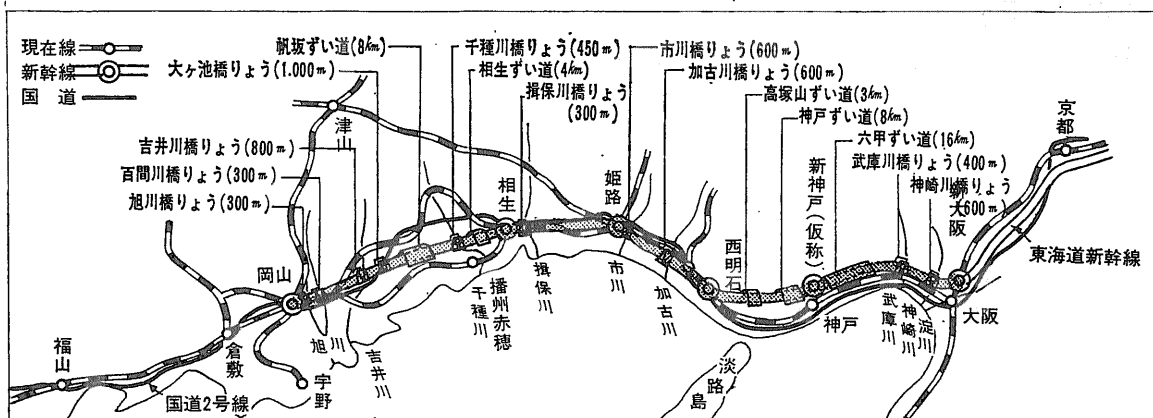 現在線
新幹線
国道
帆坂ずい道(8km)
大ヶ池橋りょう(1.000m)
千種川橋りょう(450m)
相生ずい道(4km)
揖保川橋りょう
(300m)
市川橋りょう(600m)
加古川橋りょう(600m)
高塚山ずい道(3km)
神戸ずい道(8km)
六甲ずい道(16km)
武庫川橋りょう(400m)
神崎川橋りょう
(600m)
吉井川橋りょう(800m)
百間川橋りょう(300m)
旭川橋りょう(300m)
津山
京都
相生
姫路
西明石
新神戸(仮称)
新大阪
東海道新幹線
岡山
福山
倉敷
宇野
旭川
吉井川
千種川
播州赤穂
揖保川
市川
加古川
神戸
武庫川
神崎川
淀川
大阪
淡路島
国道2号線